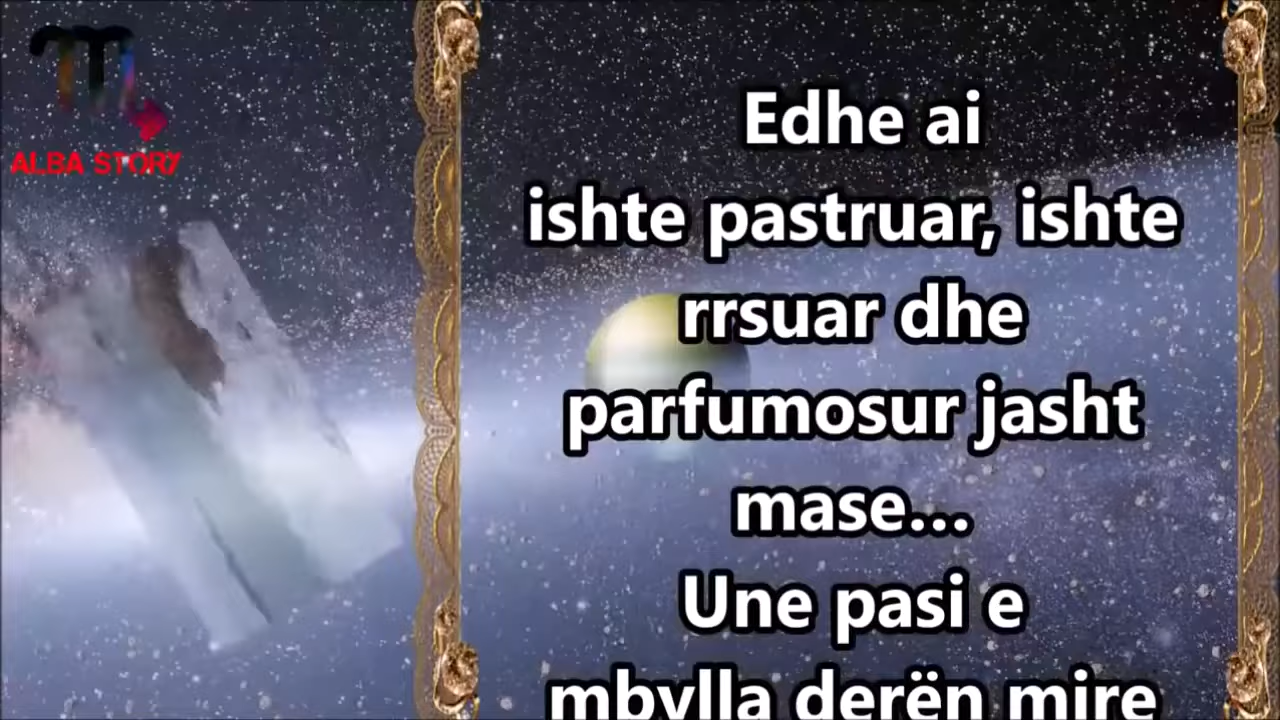 ALBA STORY
Edhe ai
ishte pastruar, ishte
rrsuar dhe
parfumosur jasht
mase...
Une pasi e
mbylla derën mire